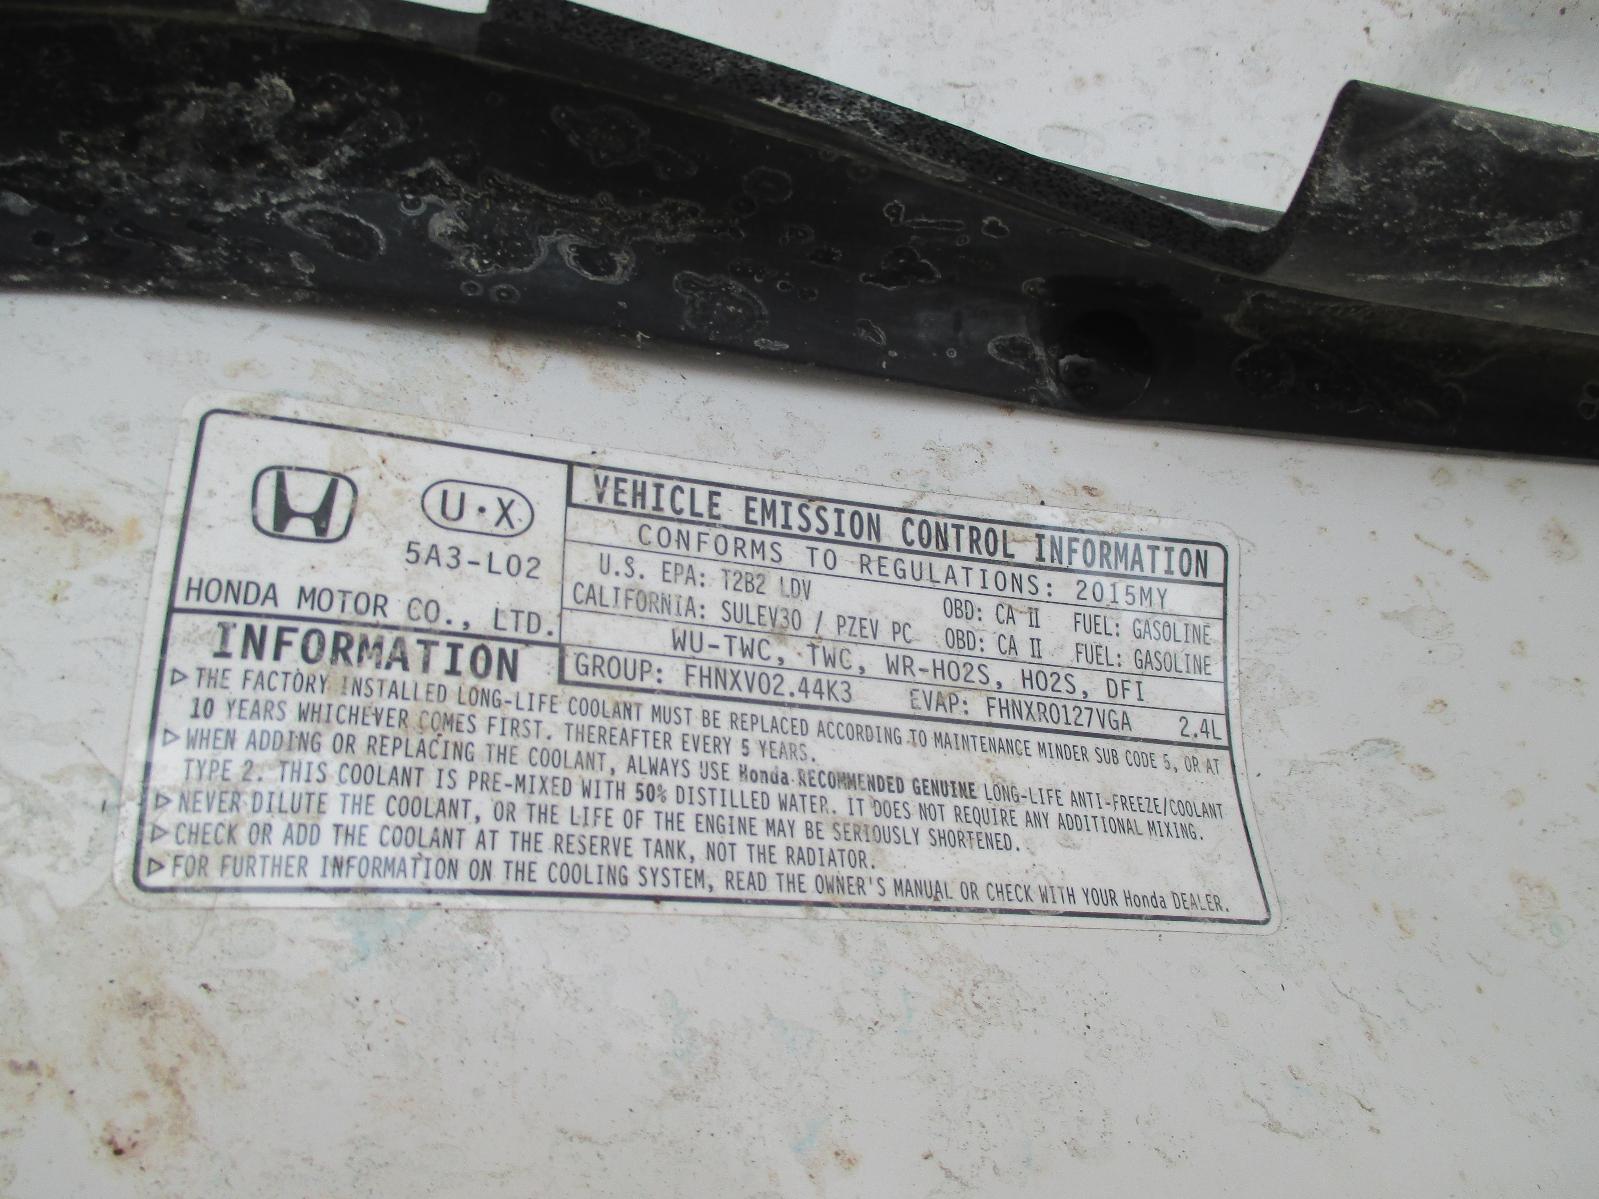 U·X
5A3-L02
HONDA MOTOR CO., LTD.
VEHICLE EMISSION CONTROL INFORMATION
CONFORMS TO REGULATIONS: 2015MY
U.S. EPA: T2B2 LDV OBD: CA II FUEL: GASOLINE
CALIFORNIA: SULEV30 / PZEV PC OBD: CA II FUEL: GASOLINE
WU-TWC, TWC, WR-HO2S, HO2S, DFI
GROUP: FHNXV02.44K3 EVAP: FHNXR0127VGA 2.4L
INFORMATION
▷THE FACTORY INSTALLED LONG-LIFE COOLANT MUST BE REPLACED ACCORDING TO MAINTENANCE MINDER SUB CODE 5, OR AT
10 YEARS WHICHEVER COMES FIRST. THEREAFTER EVERY 5 YEARS.
▷WHEN ADDING OR REPLACING THE COOLANT, ALWAYS USE Honda RECOMMENDED GENUINE LONG-LIFE ANTI-FREEZE/COOLANT
TYPE 2. THIS COOLANT IS PRE-MIXED WITH 50% DISTILLED WATER. IT DOES NOT REQUIRE ANY ADDITIONAL MIXING.
▷NEVER DILUTE THE COOLANT, OR THE LIFE OF THE ENGINE MAY BE SERIOUSLY SHORTENED.
▷CHECK OR ADD THE COOLANT AT THE RESERVE TANK, NOT THE RADIATOR.
▷FOR FURTHER INFORMATION ON THE COOLING SYSTEM, READ THE OWNER'S MANUAL OR CHECK WITH YOUR Honda DEALER.